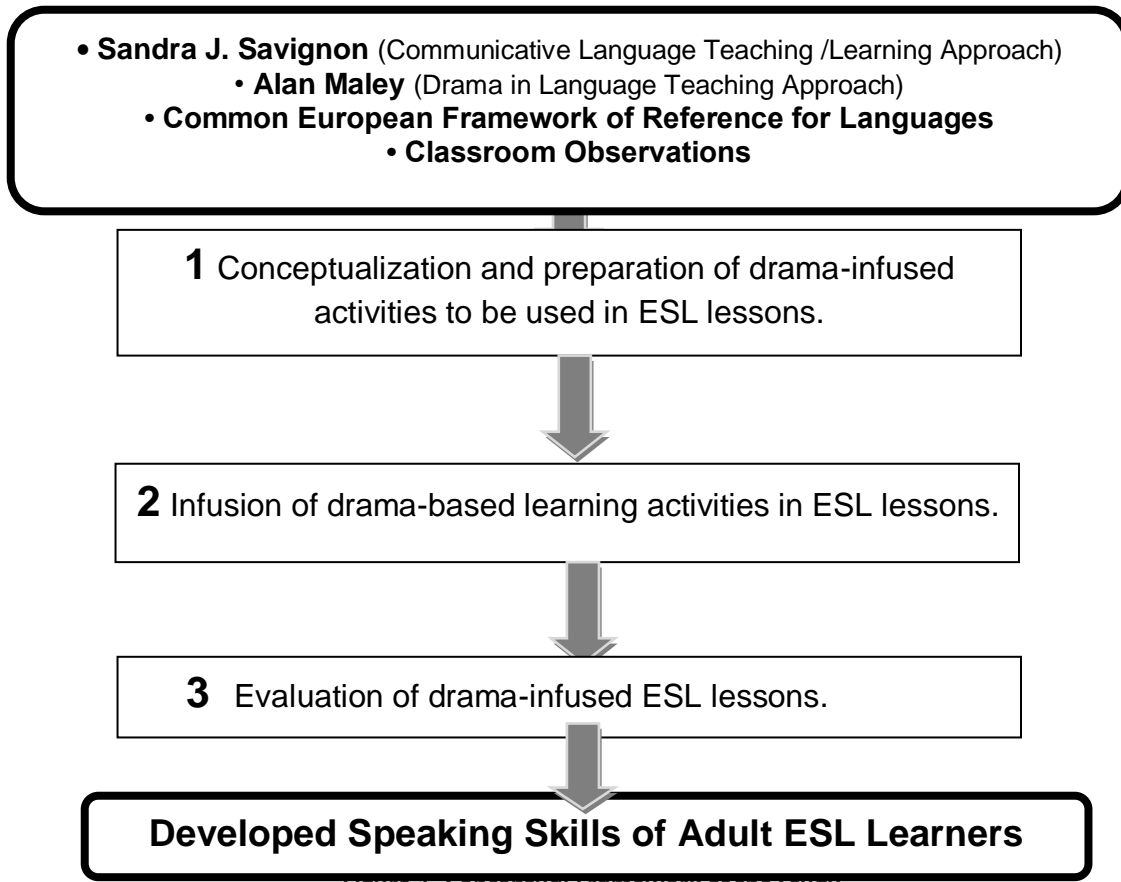 • Sandra J. Savignon (Communicative Language Teaching /Learning Approach)
• Alan Maley (Drama in Language Teaching Approach)
• Common European Framework of Reference for Languages
• Classroom Observations
1 Conceptualization and preparation of drama-infused
activities to be used in ESL lessons.
2 Infusion of drama-based learning activities in ESL lessons.
3 Evaluation of drama-infused ESL lessons.
Developed Speaking Skills of Adult ESL Learners